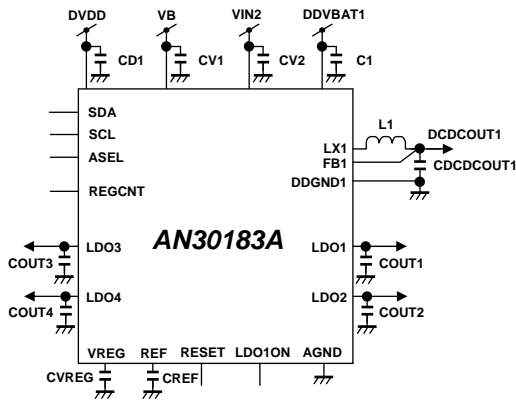 DVDD VB VIN2 DDVBAT1
CD1 CV1 CV2 C1
SDA
SCL
ASEL
REGCNT
L1
LX1 DCDCOUT1
FB1 CDCDCOUT1
DDGND1
AN30183A
LDO3 LDO1
COUT3 COUT1
LDO4 LDO2
COUT4 COUT2
VREG REF RESET LDO1ON AGND
CVREG CREF